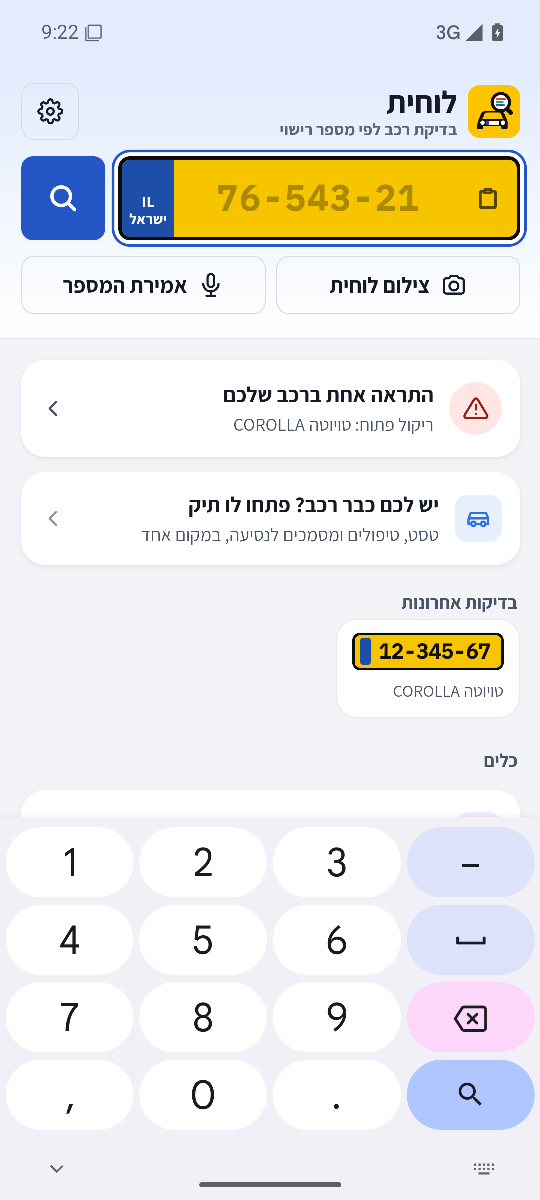 9:22
3G
לוחית
בדיקת רכב לפי מספר רישוי
76-543-21
IL
ישראל
צילום לוחית
אמירת המספר
התראה אחת ברכב שלכם
ריקול פתוח: טויוטה COROLLA
יש לכם כבר רכב? פתחו לו תיק
טסט, טיפולים ומסמכים לנסיעה, במקום אחד
בדיקות אחרונות
12-345-67
טויוטה COROLLA
כלים
1 2 3 -
4 5 6
7 8 9
, 0 .